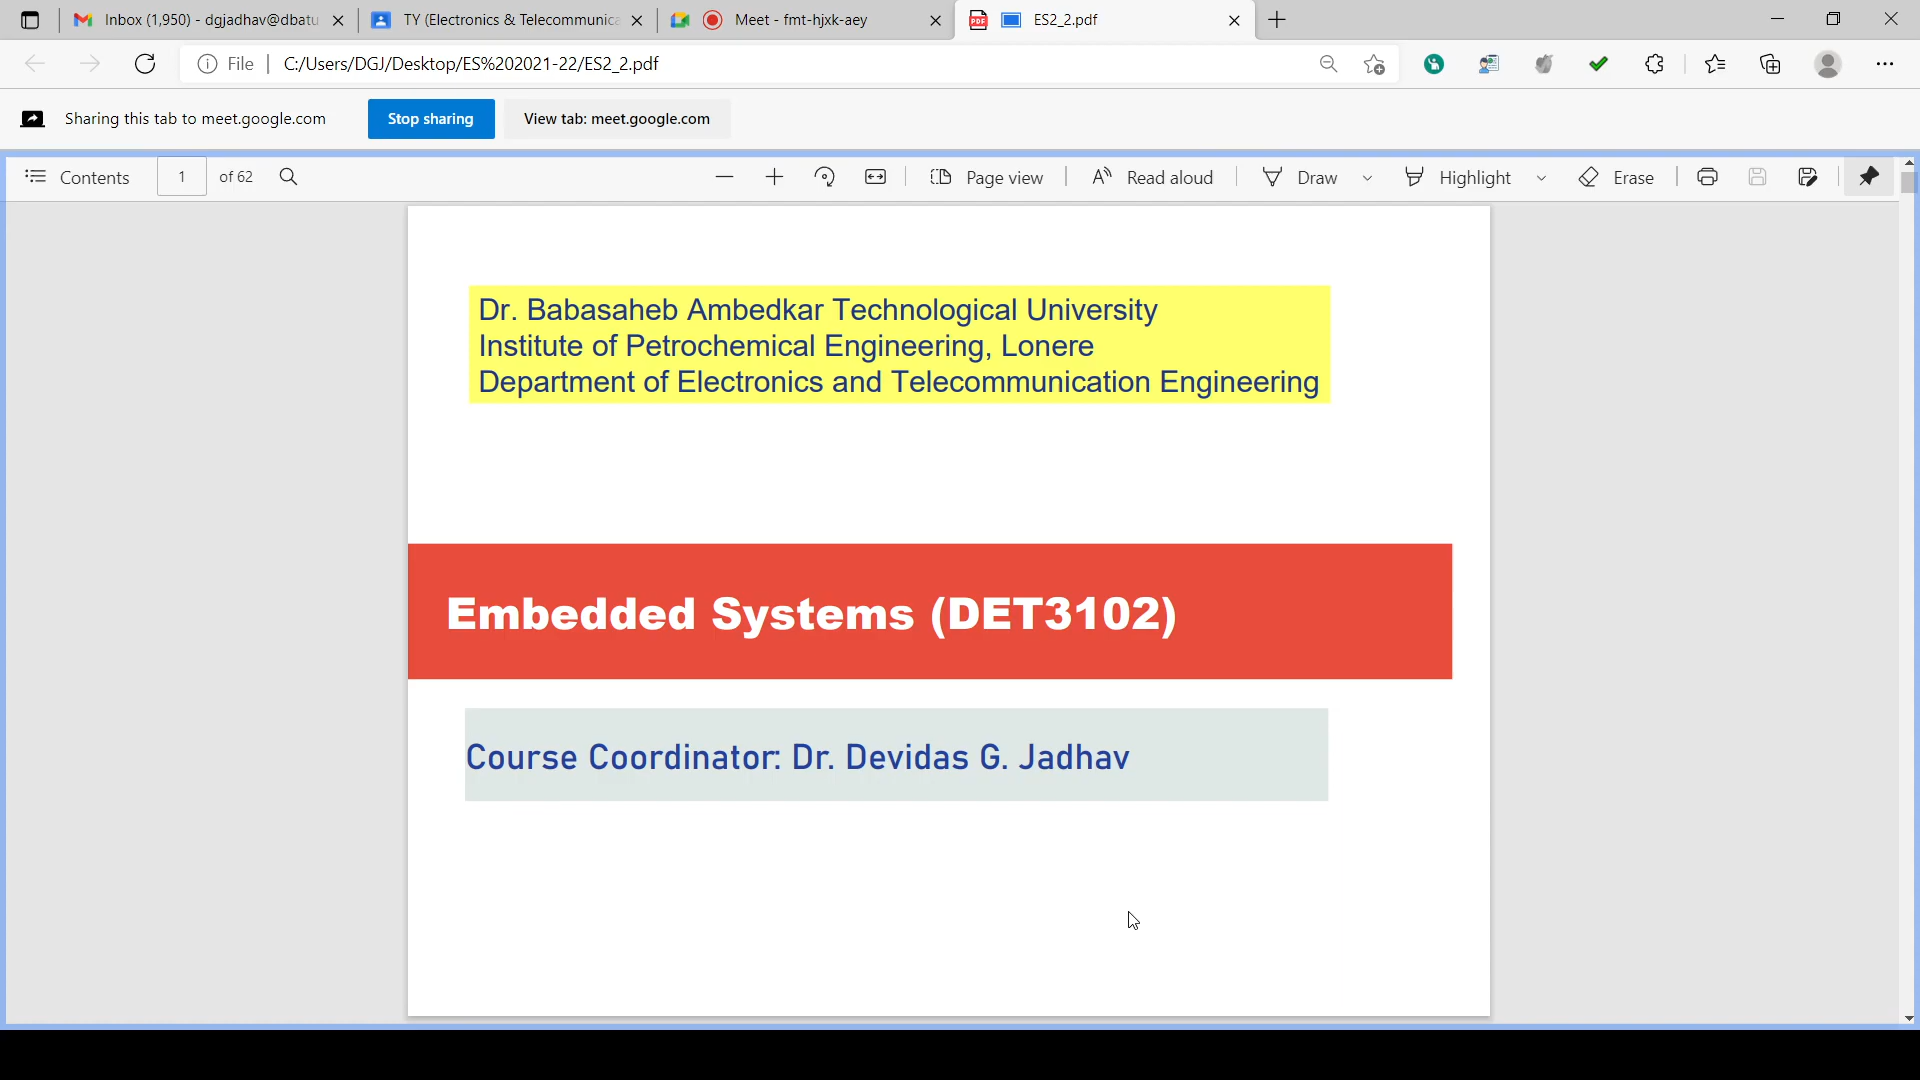 Inbox (1,950) - dgjadhav@dbatu
TY (Electronics & Telecommunica
Meet - fmt-hjxk-aey
ES2_2.pdf
File
C:/Users/DGJ/Desktop/ES%202021-22/ES2_2.pdf
Sharing this tab to meet.google.com
Stop sharing
View tab: meet.google.com
Contents
1
of 62
Page view
Read aloud
Draw
Highlight
Erase
Dr. Babasaheb Ambedkar Technological University
Institute of Petrochemical Engineering, Lonere
Department of Electronics and Telecommunication Engineering
Embedded Systems (DET3102)
Course Coordinator: Dr. Devidas G. Jadhav